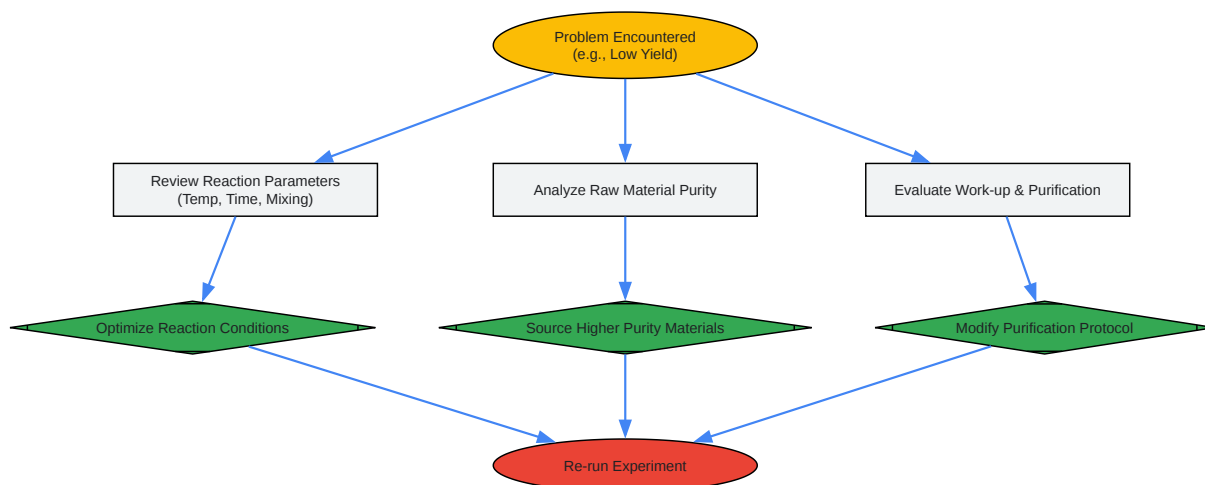 Problem Encountered
(e.g., Low Yield)
Review Reaction Parameters
(Temp, Time, Mixing)
Analyze Raw Material Purity
Evaluate Work-up & Purification
Optimize Reaction Conditions
Source Higher Purity Materials
Modify Purification Protocol
Re-run Experiment